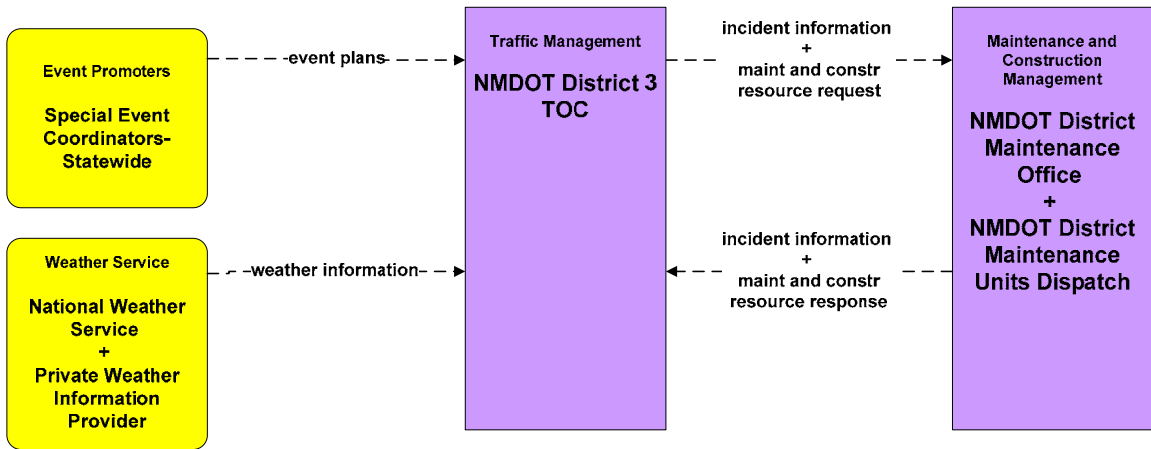 Event Promoters
Special Event
Coordinators-
Statewide
event plans
Weather Service
National Weather
Service
+
Private Weather
Information
Provider
weather information
Traffic Management
NMDOT District 3
TOC
incident information
+
maint and constr
resource request
incident information
+
maint and constr
resource response
Maintenance and
Construction
Management
NMDOT District
Maintenance
Office
+
NMDOT District
Maintenance
Units Dispatch